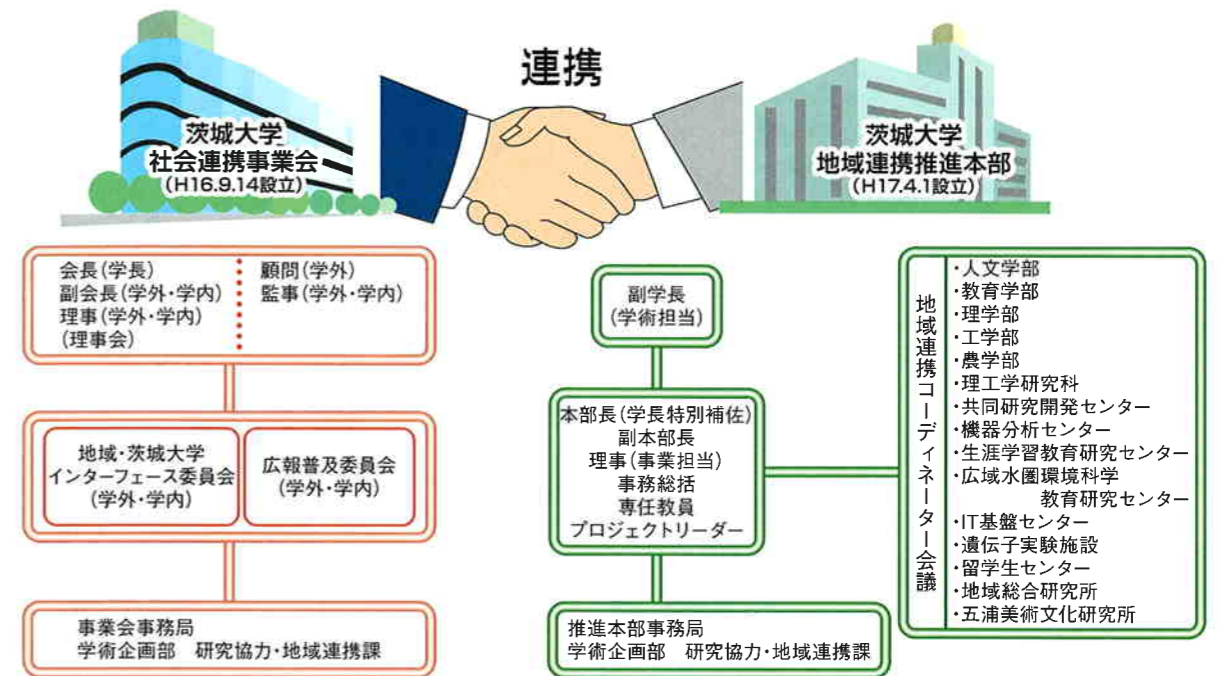 連携
茨城大学
社会連携事業会
(H16.9.14設立)
茨城大学
地域連携推進本部
(H17.4.1設立)
会長(学長)
副会長(学外・学内)
理事(学外・学内)
(理事会)
顧問(学外)
監事(学外・学内)
地域・茨城大学
インターフェース委員会
(学外・学内)
広報普及委員会
(学外・学内)
事業会事務局
学術企画部　研究協力・地域連携課
副学長
(学術担当)
本部長(学長特別補佐)
副本部長
理事(事業担当)
事務総括
専任教員
プロジェクトリーダー
推進本部事務局
学術企画部　研究協力・地域連携課
地域連携コーディネーター会議
・人文学部
・教育学部
・理学部
・工学部
・農学部
・理工学研究科
・共同研究開発センター
・機器分析センター
・生涯学習教育研究センター
・広域水圏環境科学
教育研究センター
・IT基盤センター
・遺伝子実験施設
・留学生センター
・地域総合研究所
・五浦美術文化研究所